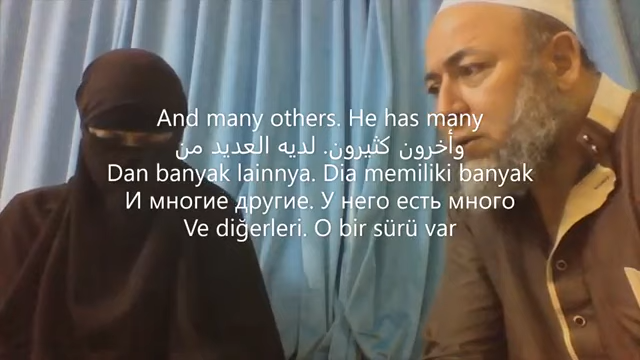 And many others. He has many
وأخرون كثيرون. لديه العديد من
Dan banyak lainnya. Dia memiliki banyak
И многие другие. У него есть много
Ve diğerleri. O bir sürü var